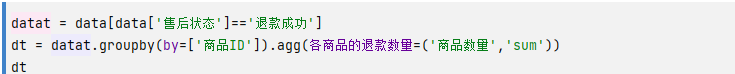 datat = data[data['售后状态']=='退款成功']
dt = datat.groupby(by=['商品ID']).agg(各商品的退款数量=('商品数量','sum'))
dt